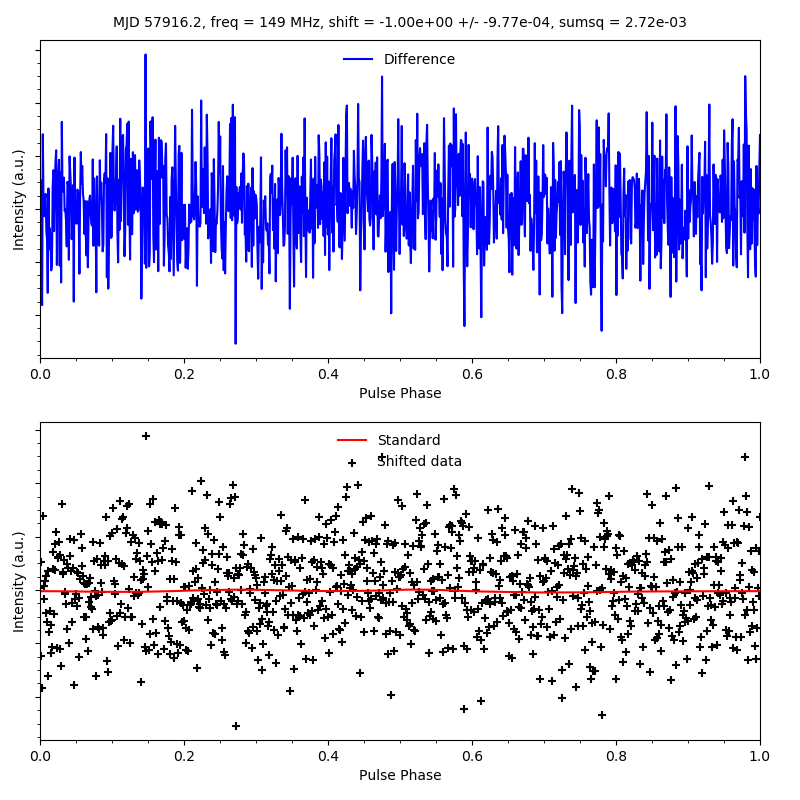 MJD 57916.2, freq = 149 MHz, shift = -1.00e+00 +/- -9.77e-04, sumsq = 2.72e-03
Difference
Intensity (a.u.)
0.0 0.2 0.4 0.6 0.8 1.0
Pulse Phase
Standard
Shifted data
Intensity (a.u.)
0.0 0.2 0.4 0.6 0.8 1.0
Pulse Phase